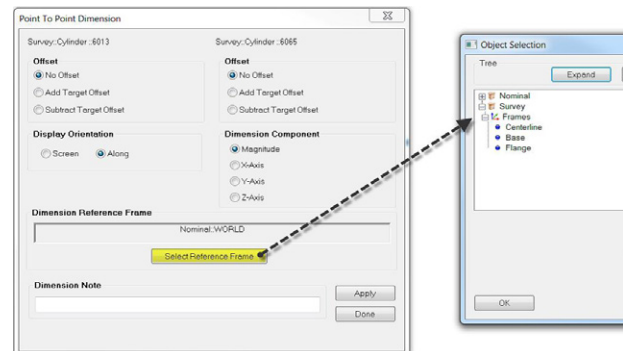 Point To Point Dimension
Survey::Cylinder::6013
Survey::Cylinder::6065
Offset
No Offset
Add Target Offset
Subtract Target Offset
Offset
No Offset
Add Target Offset
Subtract Target Offset
Display Orientation
Screen
Along
Dimension Component
Magnitude
X-Axis
Y-Axis
Z-Axis
Dimension Reference Frame
Nominal::WORLD
Select Reference Frame
Dimension Note
Apply
Done
Object Selection
Tree
Expand
Nominal
Survey
Frames
Centerline
Base
Flange
OK